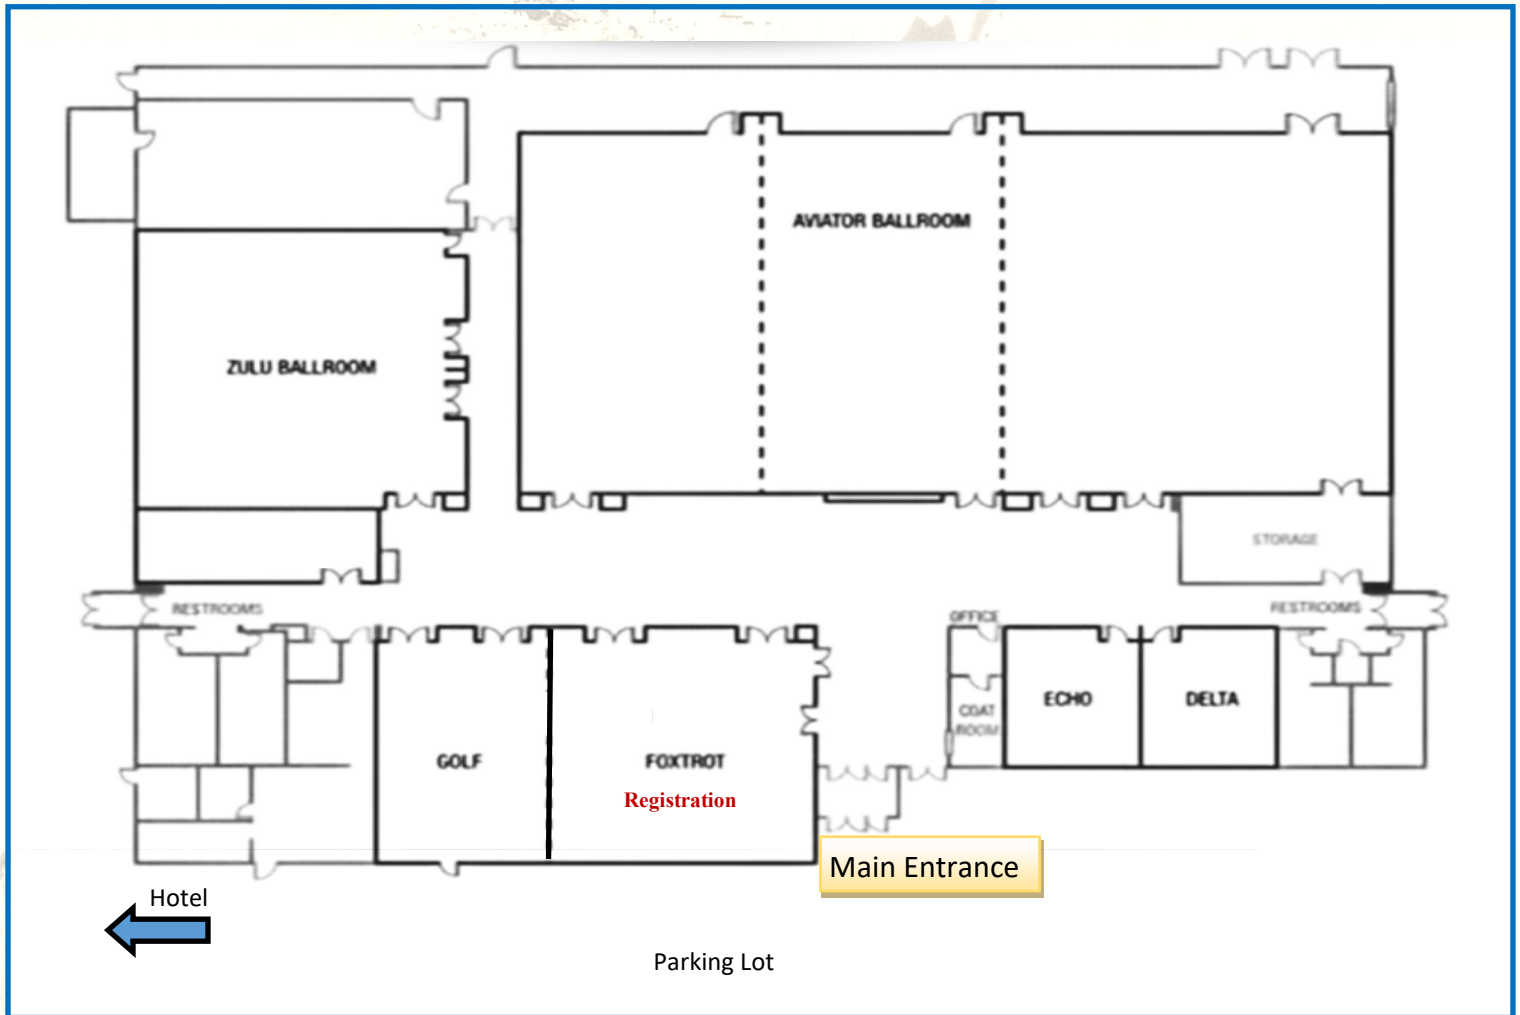 AVIATOR BALLROOM
ZULU BALLROOM
STORAGE
RESTROOMS
RESTROOMS
OFFICE
ECHO
DELTA
COAT
ROOM
GOLF
FOXTROT
Registration
Main Entrance
Hotel
Parking Lot